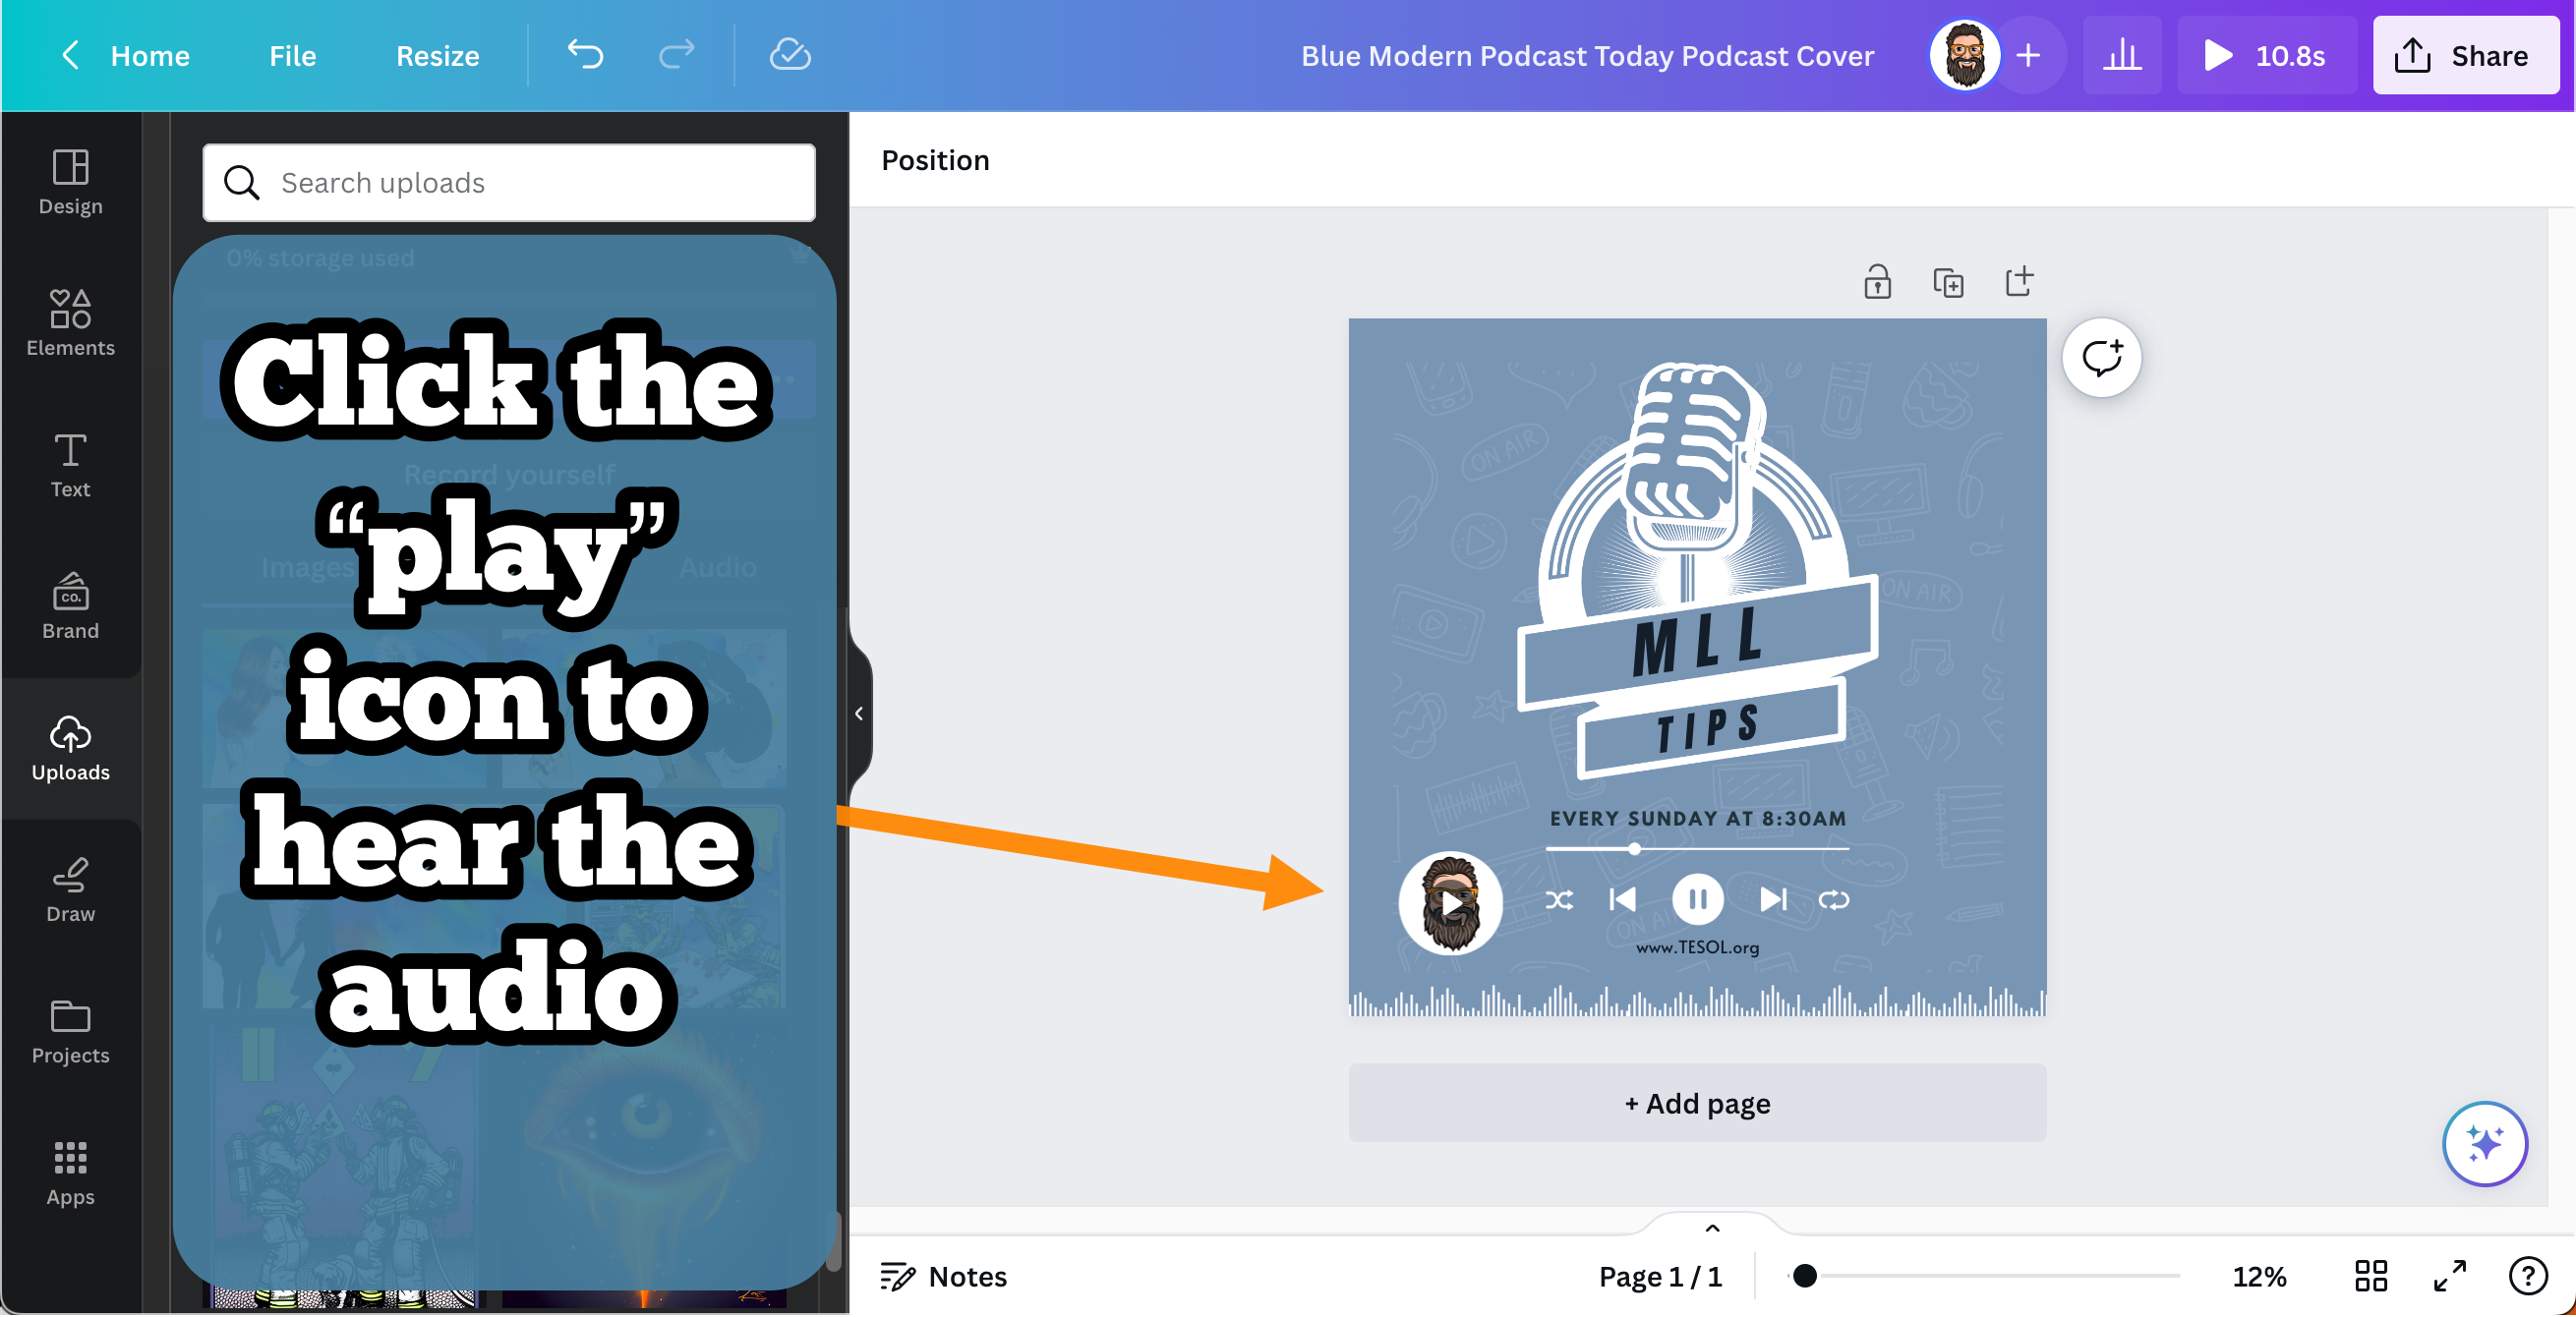 Home
File
Resize
Blue Modern Podcast Today Podcast Cover
+
10.8s
Share
Design
Elements
Text
CO.
Brand
Uploads
Draw
Projects
Apps
Search uploads
0% storage used
Record yourself
Images
Audio
Click the
“play”
icon to
hear the
audio
Position
ON AIR
ON AIR
MLL
TIPS
EVERY SUNDAY AT 8:30AM
ON AIR
www.TESOL.org
+ Add page
Notes
Page 1 / 1
12%
?